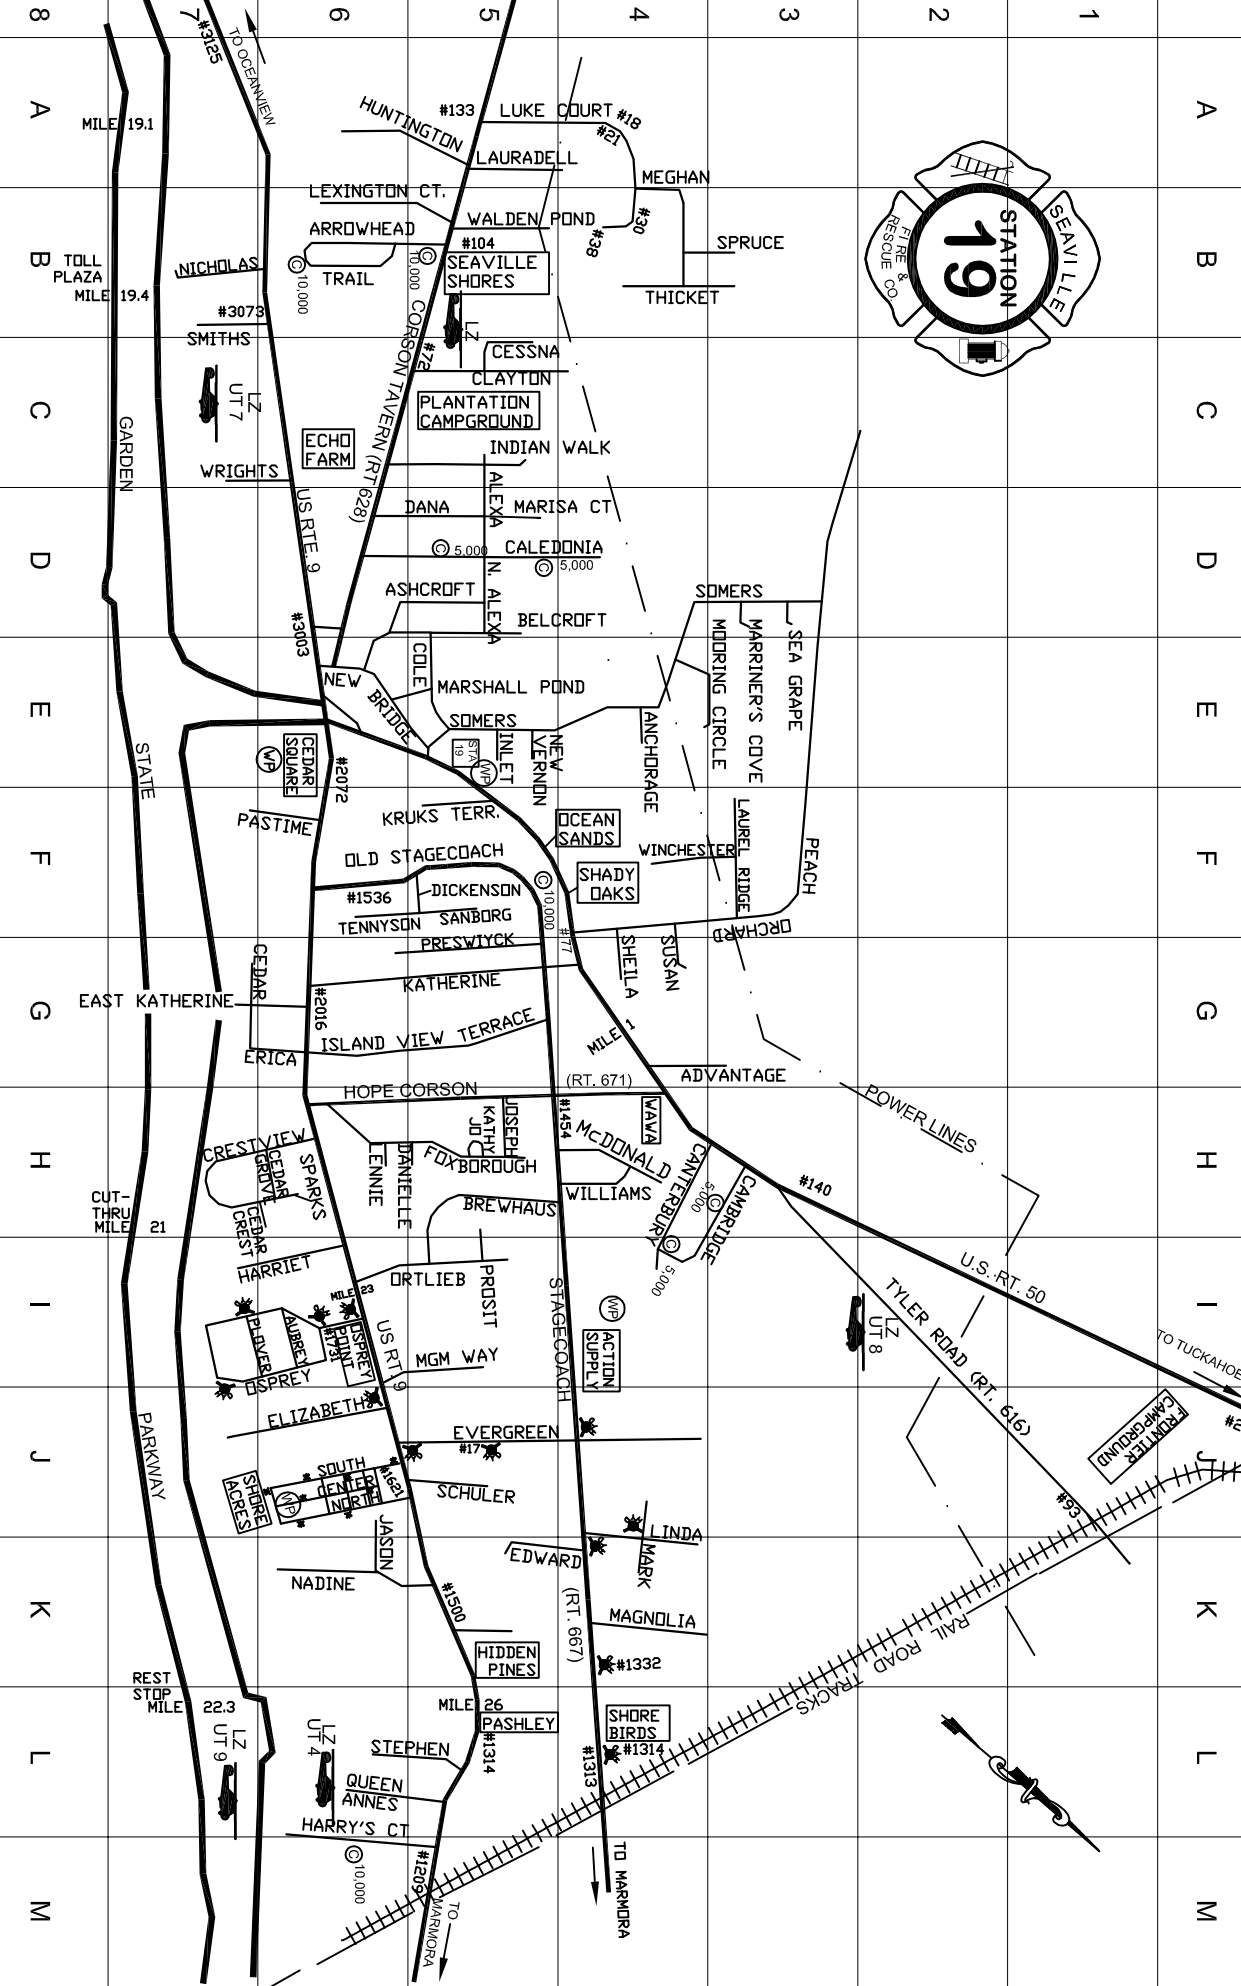 8
7
6
5
4
3
2
1
A
B
C
D
E
F
G
H
I
J
K
L
M
A
B
C
D
E
F
G
H
I
J
K
L
M
SEAVILLE
STATION
19
FIRE &
RESCUE CO.
#3125
TO OCEANVIEW
MILE 19.1
HUNTINGTON
#133
LUKE COURT
#18
#21
LAURADELL
MEGHAN
LEXINGTON CT.
ARROWHEAD
TRAIL
WALDEN POND
#30
#38
#104
SPRUCE
THICKET
SEAVILLE
SHORES
C
10,000
C
10,000
TOLL
PLAZA
MILE 19.4
NICHOLAS
#3073
SMITHS
LZ
UT 7
LZ
#72
CORSON TAVERN (RT 628)
CESSNA
CLAYTON
PLANTATION
CAMPGROUND
ECHO
FARM
GARDEN
WRIGHTS
INDIAN WALK
ALEXA
DANA
MARISA CT
US RTE. 9
C
5,000
CALEDONIA
C
5,000
N. ALEXA
ASHCROFT
BELCROFT
#3003
SOMERS
SEA GRAPE
MARRINER'S COVE
MOORING CIRCLE
COLE
MARSHALL POND
NEW
BRIDGE
SOMERS
ANCHORAGE
STA
19
WP
INLET
NEW
VERNON
STATE
WP
CEDAR
SQUARE
#2072
PASTIME
KRUKS TERR.
OCEAN
SANDS
SHADY
OAKS
WINCHESTER
LAUREL RIDGE
PEACH
OLD STAGECOACH
#1536
DICKENSON
TENNYSON
SANBORG
C
10,000
#77
ORCHARD
PRESWIYCK
SHEILA
SUSAN
CEDAR
KATHERINE
EAST KATHERINE
#2016
ISLAND VIEW TERRACE
MILE 1
ERICA
ADVANTAGE
HOPE CORSON
(RT. 671)
POWER LINES
#1454
WAWA
McDONALD
KATHY
JO
JOSEPH
CRESTVIEW
CEDAR
GROVE
SPARKS
LENNIE
DANIELLE
FOXBOROUGH
WILLIAMS
CANTERBURY
C
5,000
CAMBRIDGE
C
5,000
#140
CUT-
THRU
MILE 21
CEDAR
CREST
BREWHAUS
HARRIET
ORTLIEB
PROSIT
STAGECOACH
WP
ACTION
SUPPLY
U.S. RT. 50
TYLER ROAD (RT. 616)
LZ
UT 8
TO TUCKAHOE
MILE 23
PLOVER
AUBREY
#1731
OSPREY
POINT
OSPREY
US RT. 9
MGM WAY
ELIZABETH
EVERGREEN
#17
FRONTIER
CAMPGROUND
#2
#93
SOUTH
CENTER
NORTH
#1621
WP
SHORE
ACRES
SCHULER
PARKWAY
JASON
NADINE
EDWARD
LINDA
MARK
#1500
(RT. 667)
MAGNOLIA
#1332
HIDDEN
PINES
RAIL ROAD TRACKS
REST
STOP
MILE 22.3
MILE 26
PASHLEY
#1314
SHORE
BIRDS
#1314
#1313
LZ
UT 9
LZ
UT 4
STEPHEN
QUEEN
ANNES
HARRY'S CT
C
10,000
#1209
TO
MARMORA
TO MARMORA